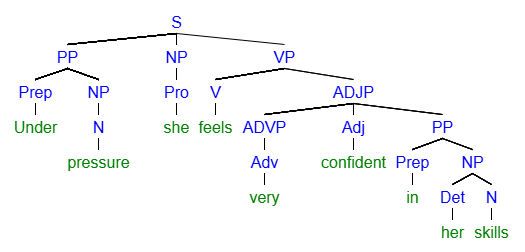 S
PP NP VP
Prep NP Pro V ADJP
Under N she feels ADVP Adj PP
pressure Adv confident Prep NP
very in Det N
her skills